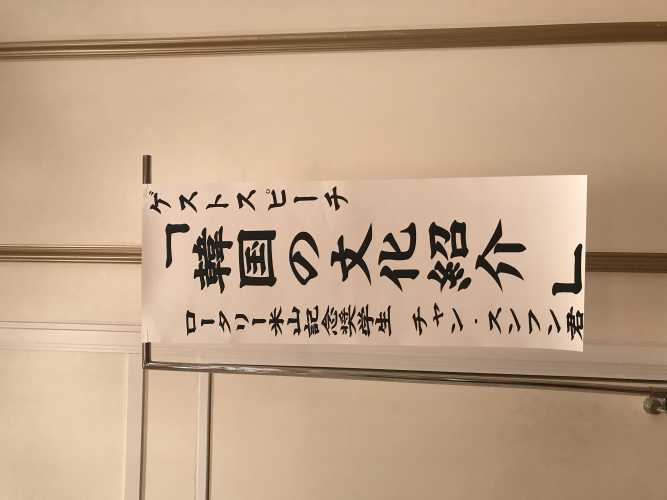 ゲストスピーチ
「韓国の文化紹介」
ロータリー米山記念奨学生 チャン・スンフン君